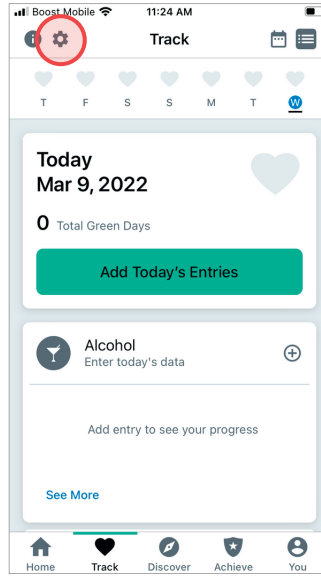 Boost Mobile 11:24 AM
Track
T F S S M T W
Today
Mar 9, 2022
0 Total Green Days
Add Today's Entries
Alcohol
Enter today's data
Add entry to see your progress
See More
Home Track Discover Achieve You